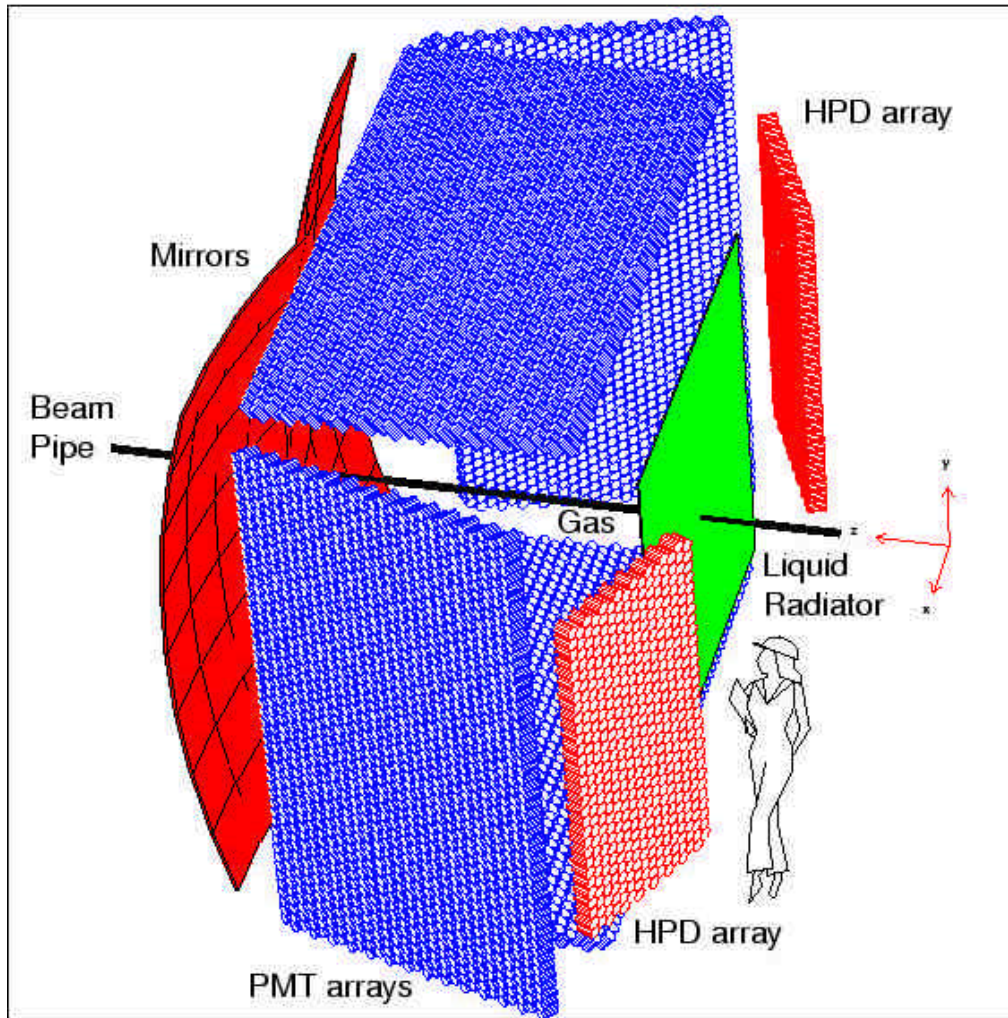 HPD array
Mirrors
Beam
Pipe
y
Gas
z
Liquid
Radiator
x
HPD array
PMT arrays